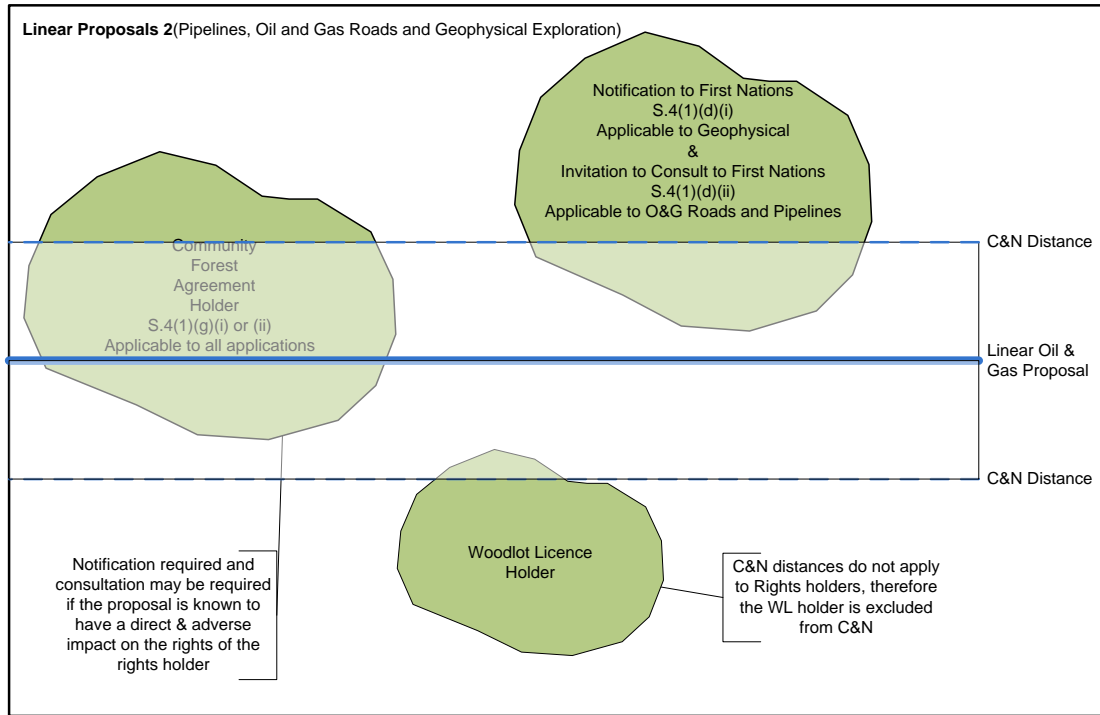 Linear Proposals 2(Pipelines, Oil and Gas Roads and Geophysical Exploration)
Notification to First Nations
S.4(1)(d)(i)
Applicable to Geophysical
&
Invitation to Consult to First Nations
S.4(1)(d)(ii)
Applicable to O&G Roads and Pipelines
Community
Forest
Agreement
Holder
S.4(1)(g)(i) or (ii)
Applicable to all applications
C&N Distance
Linear Oil &
Gas Proposal
C&N Distance
Woodlot Licence
Holder
Notification required and
consultation may be required
if the proposal is known to
have a direct & adverse
impact on the rights of the
rights holder
C&N distances do not apply
to Rights holders, therefore
the WL holder is excluded
from C&N